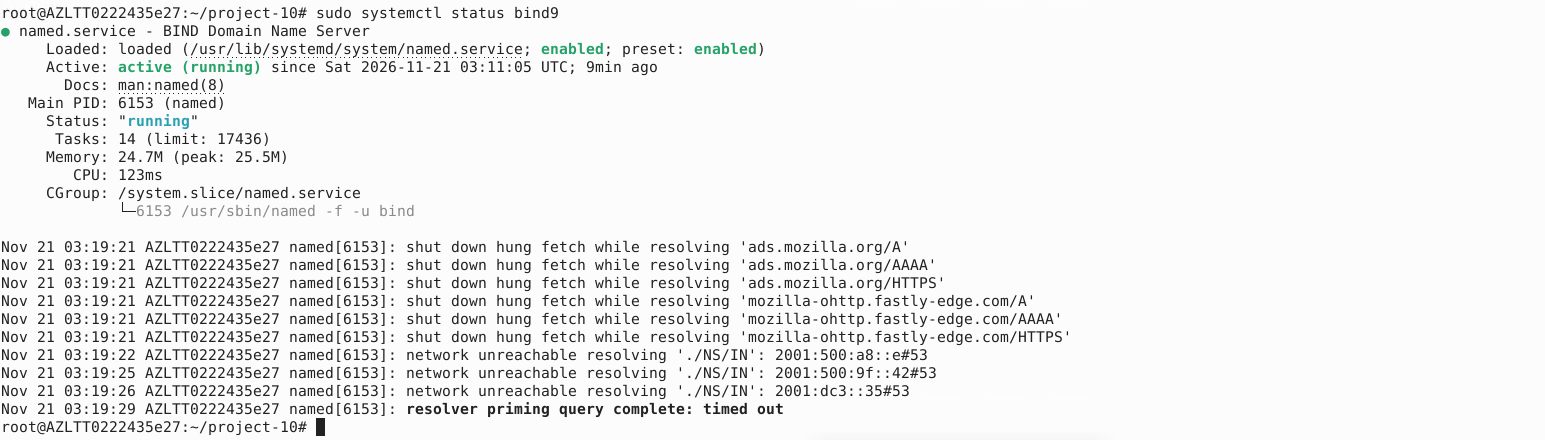 root@AZLTT0222435e27:~/project-10# sudo systemctl status bind9
● named.service - BIND Domain Name Server
     Loaded: loaded (/usr/lib/systemd/system/named.service; enabled; preset: enabled)
     Active: active (running) since Sat 2026-11-21 03:11:05 UTC; 9min ago
       Docs: man:named(8)
   Main PID: 6153 (named)
     Status: "running"
      Tasks: 14 (limit: 17436)
     Memory: 24.7M (peak: 25.5M)
        CPU: 123ms
     CGroup: /system.slice/named.service
             └─6153 /usr/sbin/named -f -u bind

Nov 21 03:19:21 AZLTT0222435e27 named[6153]: shut down hung fetch while resolving 'ads.mozilla.org/A'
Nov 21 03:19:21 AZLTT0222435e27 named[6153]: shut down hung fetch while resolving 'ads.mozilla.org/AAAA'
Nov 21 03:19:21 AZLTT0222435e27 named[6153]: shut down hung fetch while resolving 'ads.mozilla.org/HTTPS'
Nov 21 03:19:21 AZLTT0222435e27 named[6153]: shut down hung fetch while resolving 'mozilla-ohttp.fastly-edge.com/A'
Nov 21 03:19:21 AZLTT0222435e27 named[6153]: shut down hung fetch while resolving 'mozilla-ohttp.fastly-edge.com/AAAA'
Nov 21 03:19:21 AZLTT0222435e27 named[6153]: shut down hung fetch while resolving 'mozilla-ohttp.fastly-edge.com/HTTPS'
Nov 21 03:19:22 AZLTT0222435e27 named[6153]: network unreachable resolving './NS/IN': 2001:500:a8::e#53
Nov 21 03:19:25 AZLTT0222435e27 named[6153]: network unreachable resolving './NS/IN': 2001:500:9f::42#53
Nov 21 03:19:26 AZLTT0222435e27 named[6153]: network unreachable resolving './NS/IN': 2001:dc3::35#53
Nov 21 03:19:29 AZLTT0222435e27 named[6153]: resolver priming query complete: timed out
root@AZLTT0222435e27:~/project-10#